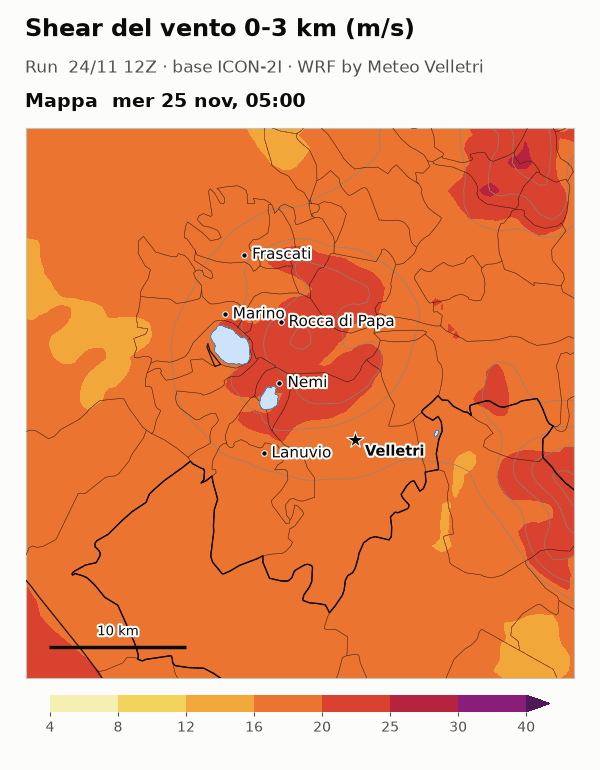 Shear del vento 0-3 km (m/s)
Run  24/11 12Z · base ICON-2I · WRF by Meteo Velletri
Mappa  mer 25 nov, 05:00
Frascati
Marino
Rocca di Papa
Nemi
Velletri
Lanuvio
10 km
4 8 12 16 20 25 30 40